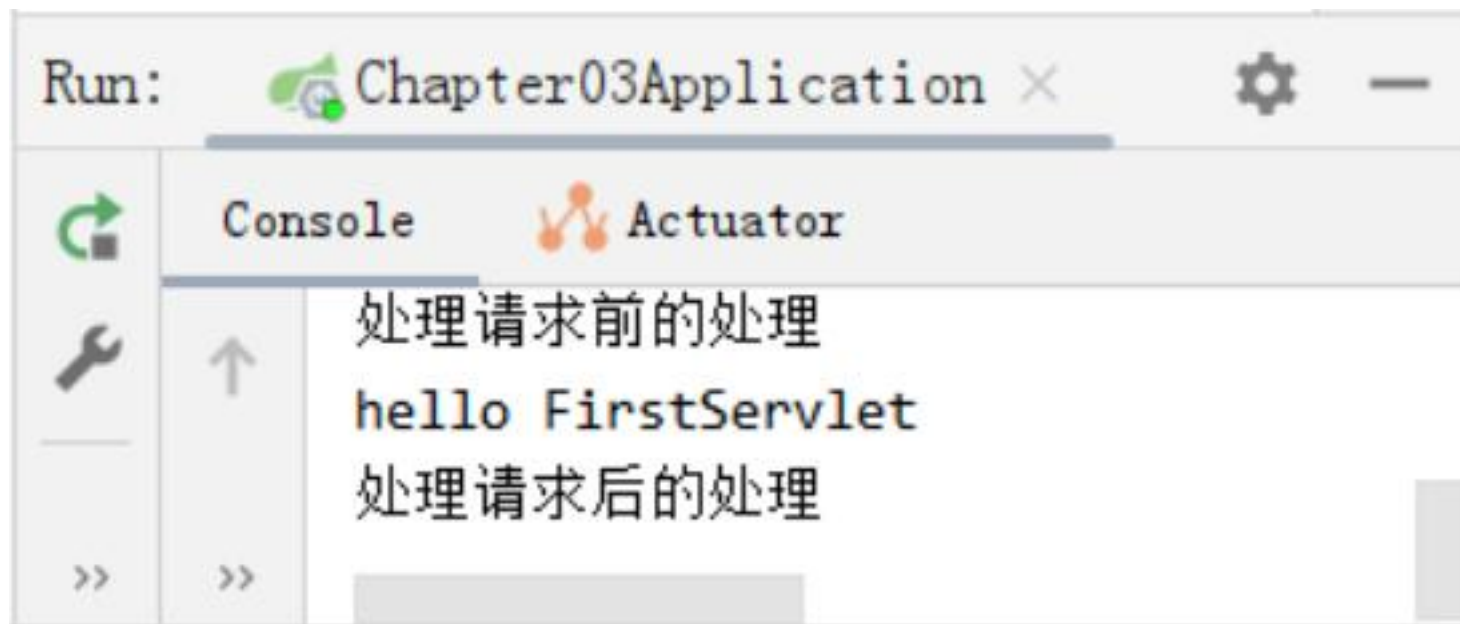 Run: Chapter03Application
Console Actuator
处理请求前的处理
hello FirstServlet
处理请求后的处理